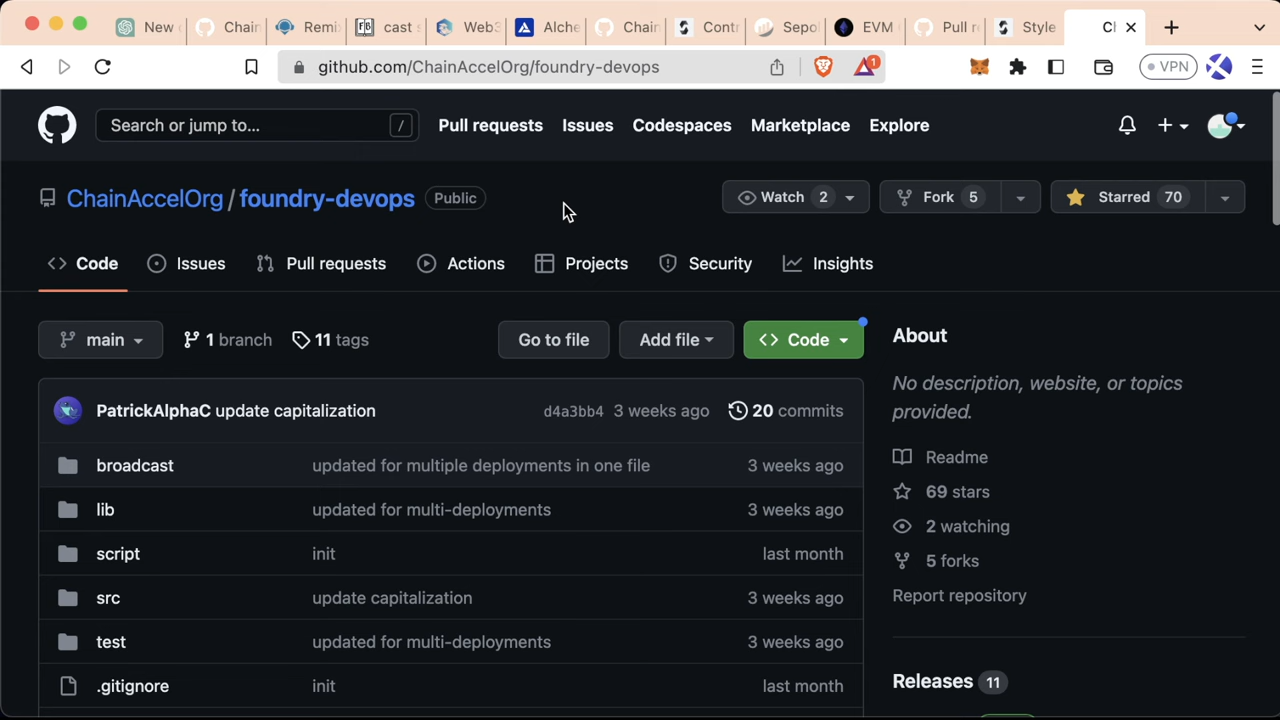 New Chain Remi cast s Web3 Alche Chain Contr Sepol EVM Pull r Style Cl
github.com/ChainAccelOrg/foundry-devops 1 VPN
Search or jump to... / Pull requests Issues Codespaces Marketplace Explore
ChainAccelOrg / foundry-devops Public Watch 2 Fork 5 Starred 70
Code Issues Pull requests Actions Projects Security Insights
main 1 branch 11 tags Go to file Add file Code
About
No description, website, or topics
provided.
PatrickAlphaC update capitalization d4a3bb4 3 weeks ago 20 commits
broadcast updated for multiple deployments in one file 3 weeks ago
lib updated for multi-deployments 3 weeks ago
script init last month
src update capitalization 3 weeks ago
test updated for multi-deployments 3 weeks ago
.gitignore init last month
Readme
69 stars
2 watching
5 forks
Report repository
Releases 11